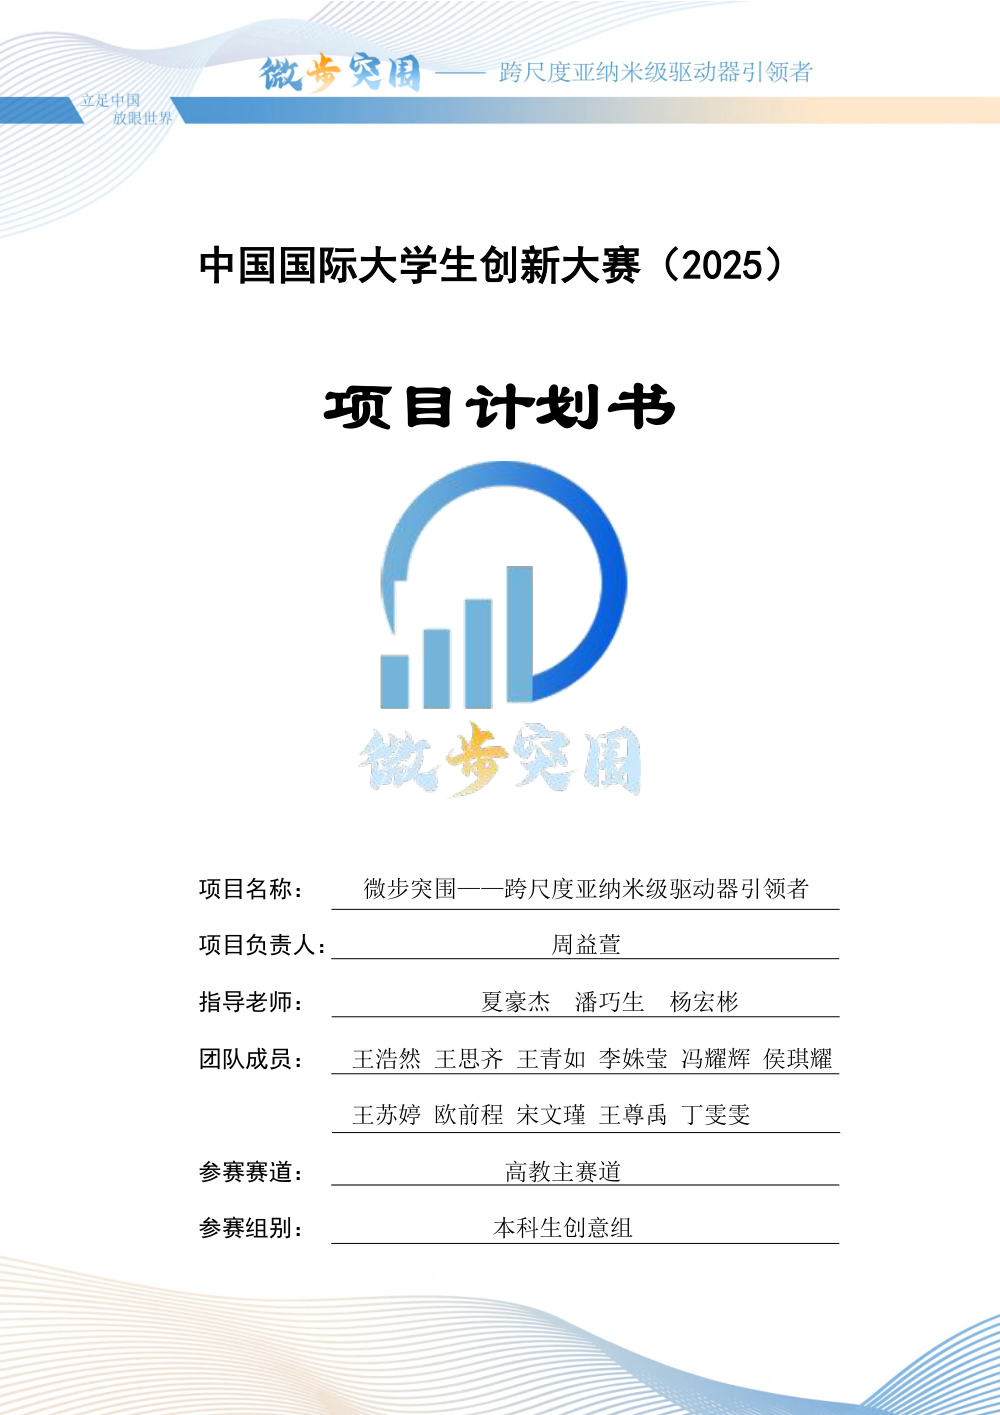 微步突围 —— 跨尺度亚纳米级驱动器引领者
立足中国
放眼世界
中国国际大学生创新大赛（2025）
项目计划书
微步突围
项目名称： 微步突围——跨尺度亚纳米级驱动器引领者
项目负责人： 周益萱
指导老师： 夏豪杰 潘巧生 杨宏彬
团队成员： 王浩然 王思齐 王青如 李姝莹 冯耀辉 侯琪耀
王苏婷 欧前程 宋文瑾 王尊禹 丁雯雯
参赛赛道： 高教主赛道
参赛组别： 本科生创意组